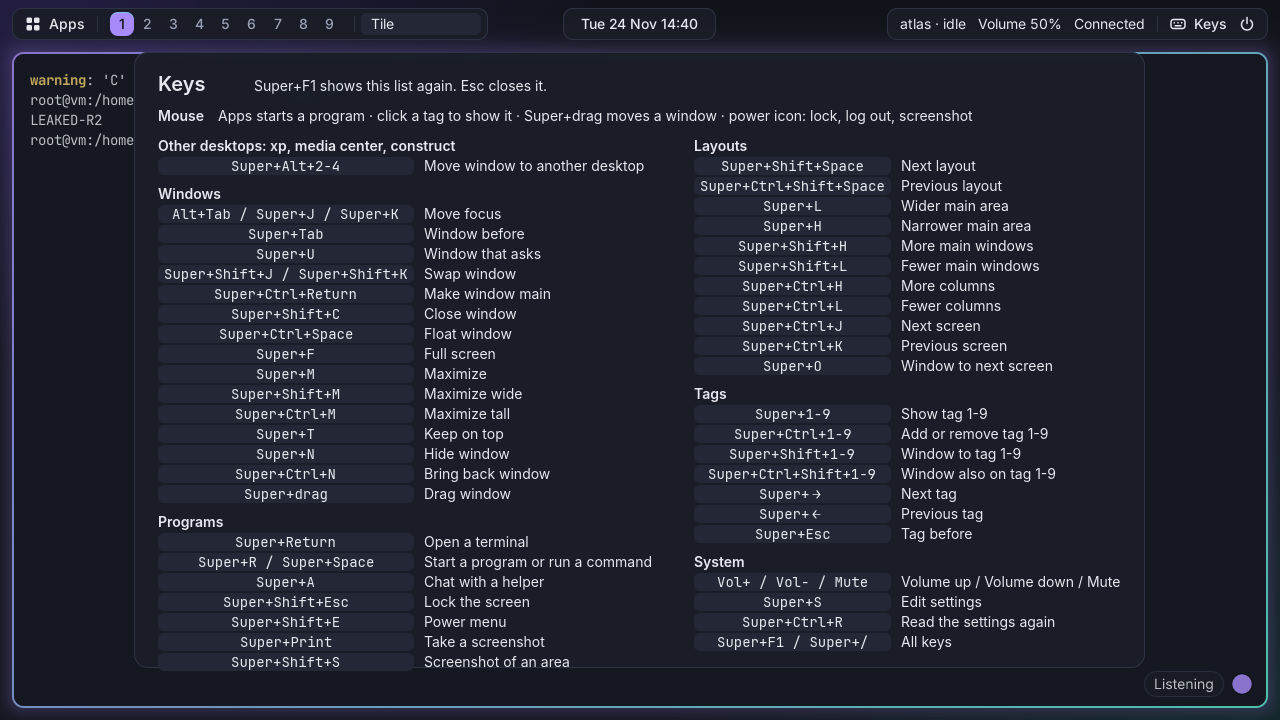 Apps 1 2 3 4 5 6 7 8 9 Tile
Tue 24 Nov 14:40
atlas · idle Volume 50% Connected Keys
warning: 'C'
root@vm:/home
LEAKED-R2
root@vm:/home
Keys Super+F1 shows this list again. Esc closes it.
Mouse Apps starts a program · click a tag to show it · Super+drag moves a window · power icon: lock, log out, screenshot
Other desktops: xp, media center, construct
Super+Alt+2-4 Move window to another desktop
Windows
Alt+Tab / Super+J / Super+K Move focus
Super+Tab Window before
Super+U Window that asks
Super+Shift+J / Super+Shift+K Swap window
Super+Ctrl+Return Make window main
Super+Shift+C Close window
Super+Ctrl+Space Float window
Super+F Full screen
Super+M Maximize
Super+Shift+M Maximize wide
Super+Ctrl+M Maximize tall
Super+T Keep on top
Super+N Hide window
Super+Ctrl+N Bring back window
Super+drag Drag window
Programs
Super+Return Open a terminal
Super+R / Super+Space Start a program or run a command
Super+A Chat with a helper
Super+Shift+Esc Lock the screen
Super+Shift+E Power menu
Super+Print Take a screenshot
Super+Shift+S Screenshot of an area
Layouts
Super+Shift+Space Next layout
Super+Ctrl+Shift+Space Previous layout
Super+L Wider main area
Super+H Narrower main area
Super+Shift+H More main windows
Super+Shift+L Fewer main windows
Super+Ctrl+H More columns
Super+Ctrl+L Fewer columns
Super+Ctrl+J Next screen
Super+Ctrl+K Previous screen
Super+O Window to next screen
Tags
Super+1-9 Show tag 1-9
Super+Ctrl+1-9 Add or remove tag 1-9
Super+Shift+1-9 Window to tag 1-9
Super+Ctrl+Shift+1-9 Window also on tag 1-9
Super+→ Next tag
Super+← Previous tag
Super+Esc Tag before
System
Vol+ / Vol- / Mute Volume up / Volume down / Mute
Super+S Edit settings
Super+Ctrl+R Read the settings again
Super+F1 / Super+/ All keys
Listening